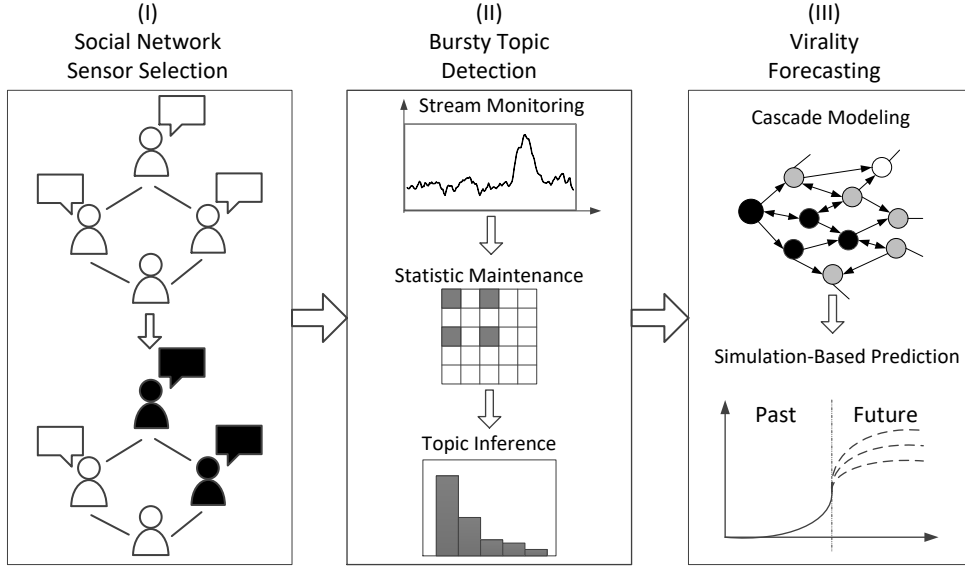 (I)
Social Network
Sensor Selection
(II)
Bursty Topic
Detection
Stream Monitoring
Statistic Maintenance
Topic Inference
(III)
Virality
Forecasting
Cascade Modeling
Simulation-Based Prediction
Past
Future